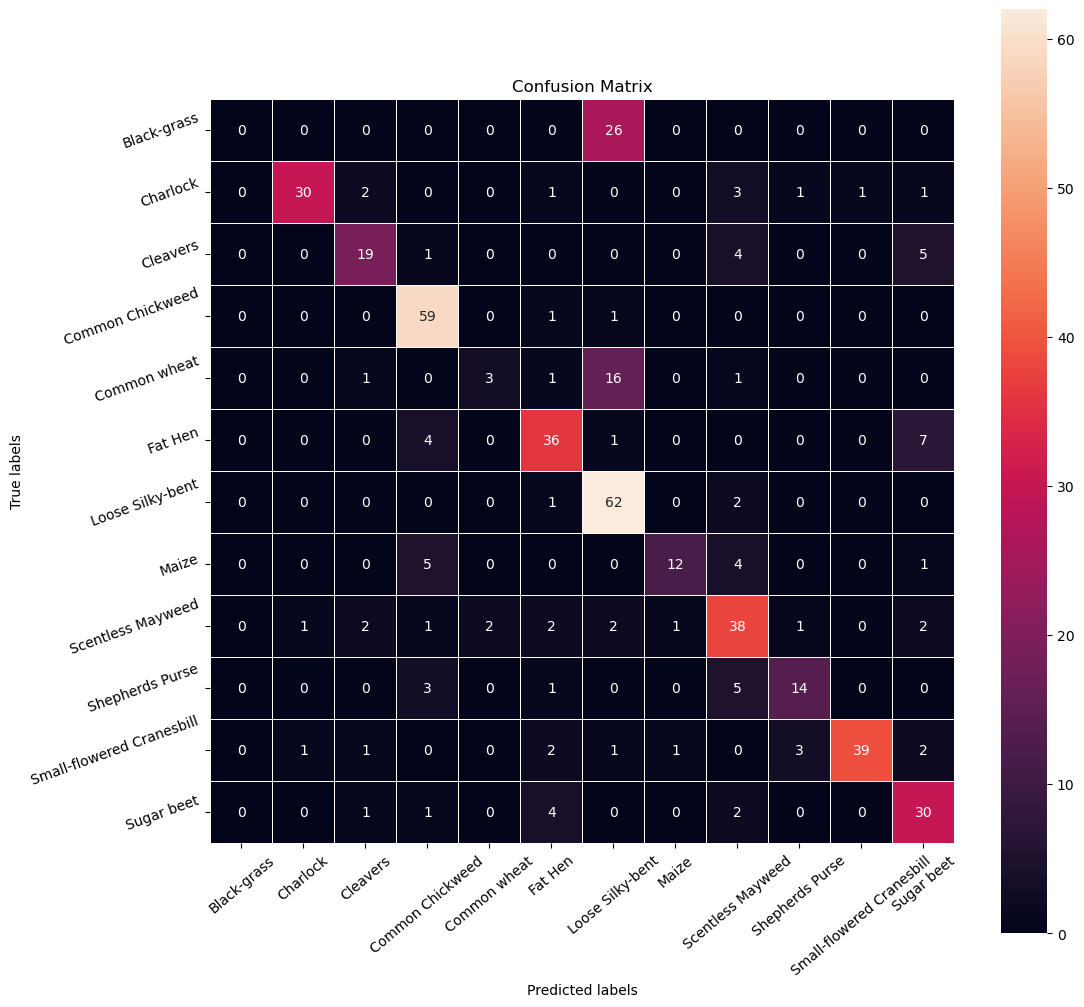 Confusion Matrix
Black-grass 0 0 0 0 0 0 26 0 0 0 0 0
Charlock 0 30 2 0 0 1 0 0 3 1 1 1
Cleavers 0 0 19 1 0 0 0 0 4 0 0 5
Common Chickweed 0 0 0 59 0 1 1 0 0 0 0 0
Common wheat 0 0 1 0 3 1 16 0 1 0 0 0
Fat Hen 0 0 0 4 0 36 1 0 0 0 0 7
Loose Silky-bent 0 0 0 0 0 1 62 0 2 0 0 0
Maize 0 0 0 5 0 0 0 12 4 0 0 1
Scentless Mayweed 0 1 2 1 2 2 2 1 38 1 0 2
Shepherds Purse 0 0 0 3 0 1 0 0 5 14 0 0
Small-flowered Cranesbill 0 1 1 0 0 2 1 1 0 3 39 2
Sugar beet 0 0 1 1 0 4 0 0 2 0 0 30
True labels
Black-grass
Charlock
Cleavers
Common Chickweed
Common wheat
Fat Hen
Loose Silky-bent
Maize
Scentless Mayweed
Shepherds Purse
Small-flowered Cranesbill
Sugar beet
Predicted labels
60
50
40
30
20
10
0